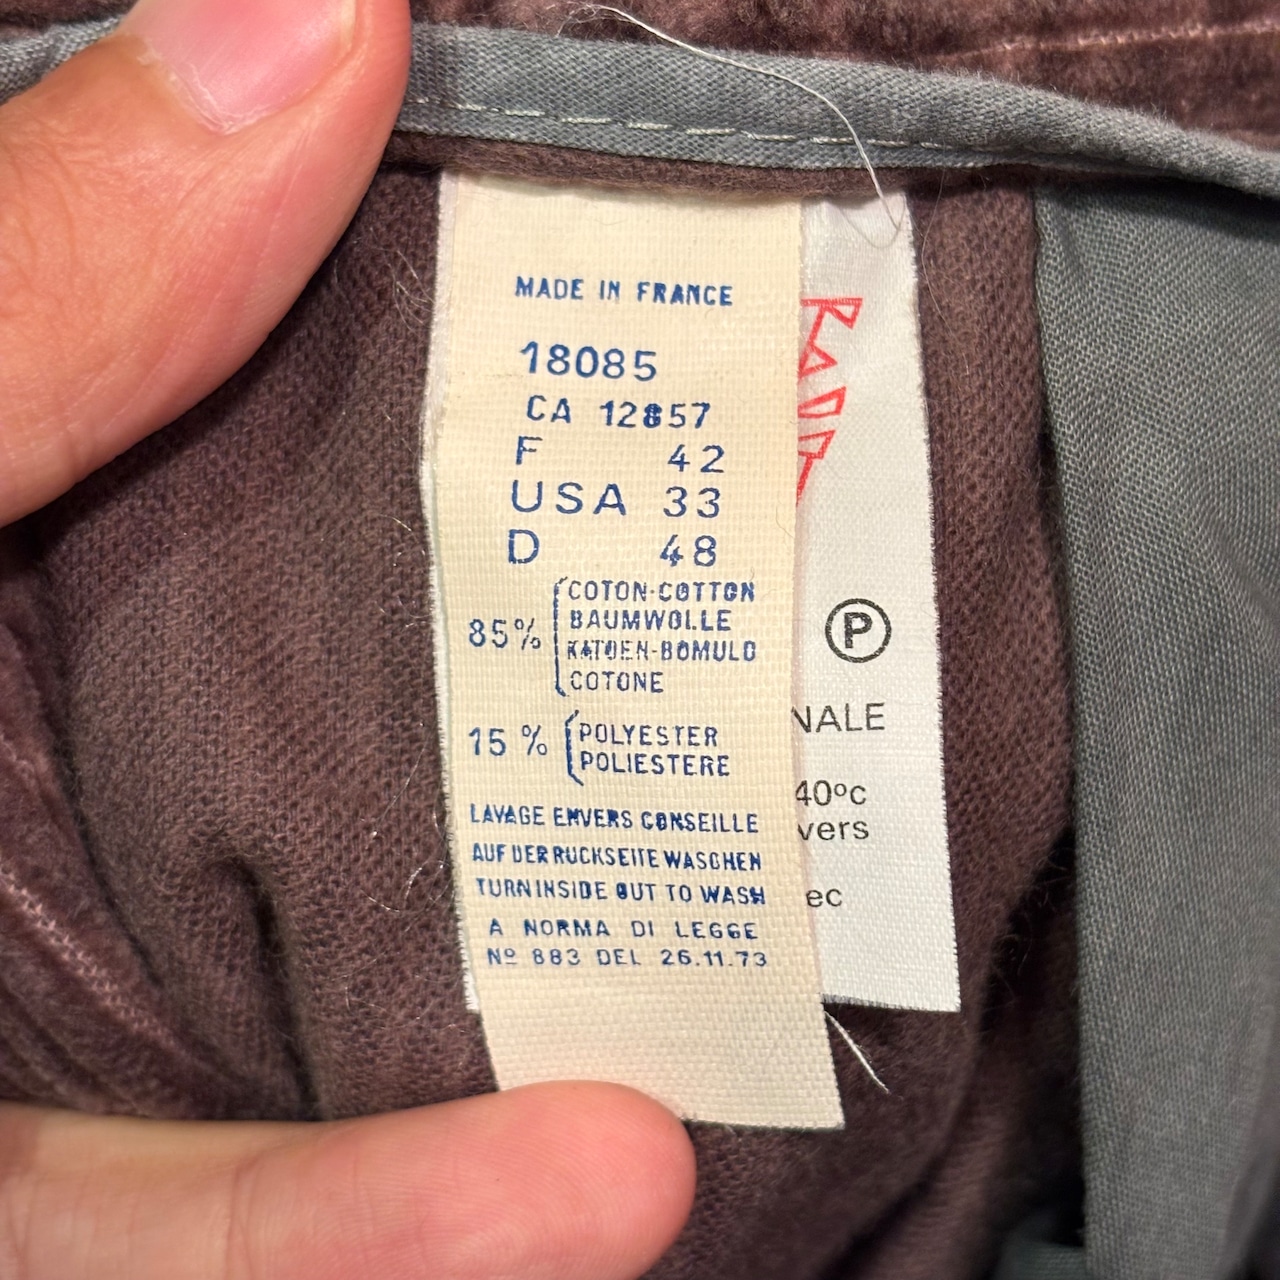 MADE IN FRANCE
18085
CA 12857
F 42
USA 33
D 48
85% COTON-COTTON
BAUMWOLLE
KATOEN-BOMULD
COTONE
15 % POLYESTER
POLIESTERE
LAVAGE ENVERS CONSEILLE
AUF DER RUCKSEITE WASCHEN
TURN INSIDE OUT TO WASH
A NORMA DI LEGGE
Nº 883 DEL 26.11.73
P
NALE
40ºc
vers
ec